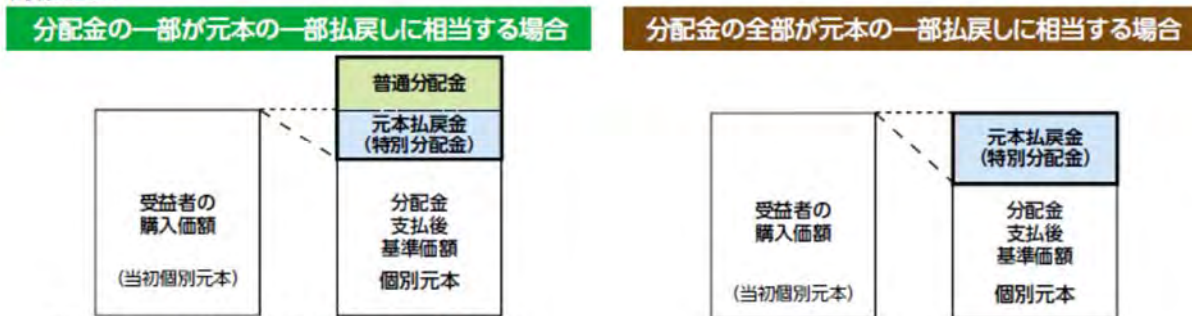 分配金の一部が元本の一部払戻しに相当する場合
普通分配金
元本払戻金
(特別分配金)
受益者の
購入価額
(当初個別元本)
分配金
支払後
基準価額
個別元本
分配金の全部が元本の一部払戻しに相当する場合
元本払戻金
(特別分配金)
受益者の
購入価額
(当初個別元本)
分配金
支払後
基準価額
個別元本